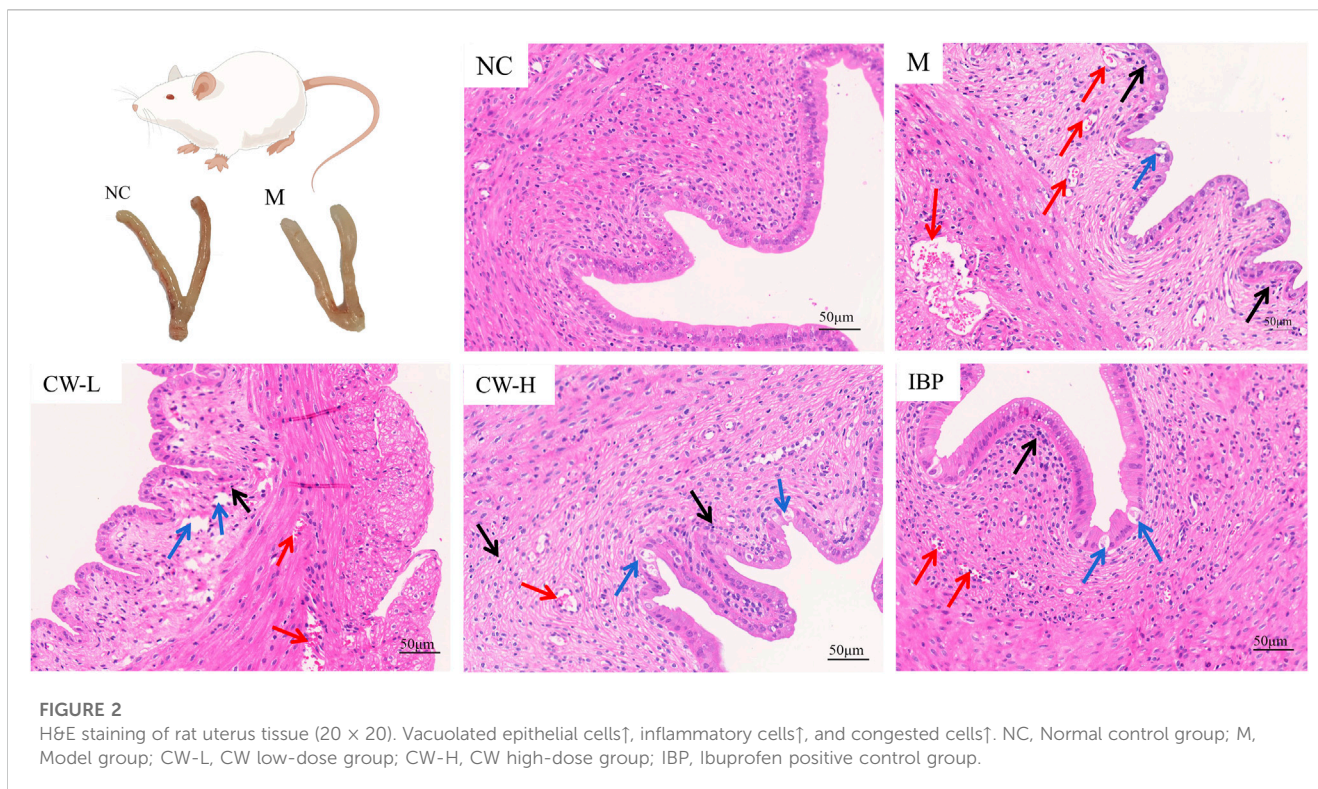 NC
M
NC
50μm
M
50μm
CW-L
50μm
CW-H
50μm
IBP
50μm
FIGURE 2
H&E staining of rat uterus tissue (20 × 20). Vacuolated epithelial cells↑, inflammatory cells↑, and congested cells↑. NC, Normal control group; M,
Model group; CW-L, CW low-dose group; CW-H, CW high-dose group; IBP, Ibuprofen positive control group.